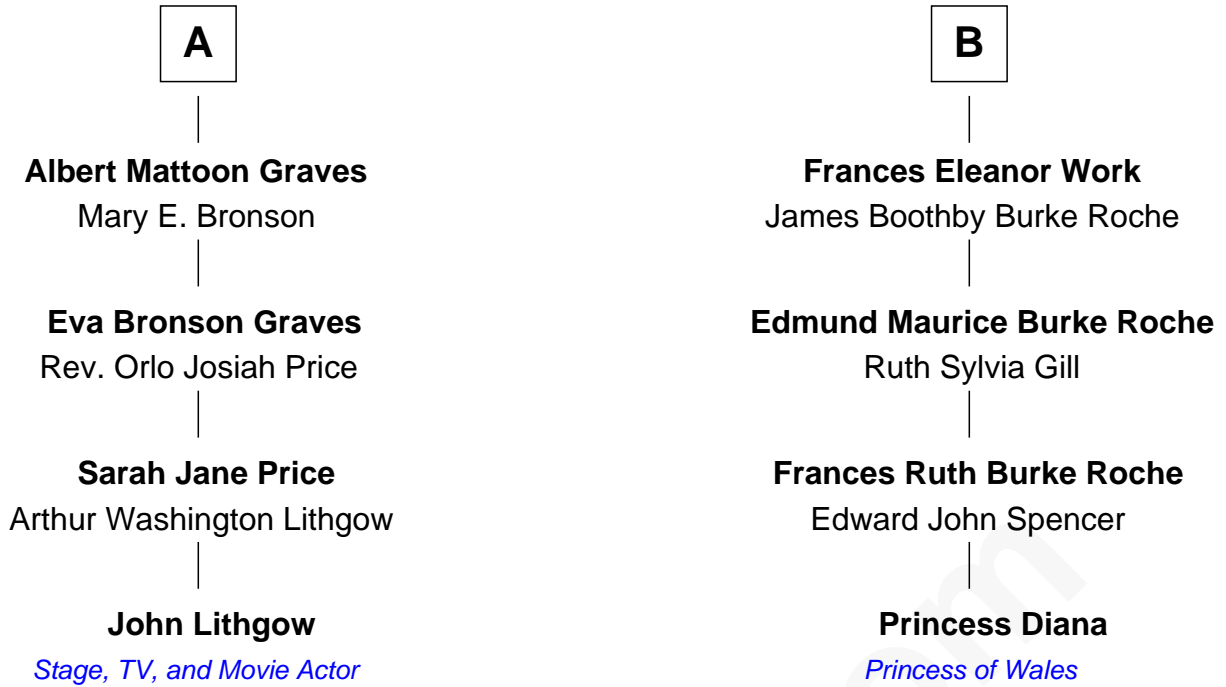 A
B
Albert Mattoon Graves
Mary E. Bronson
Frances Eleanor Work
James Boothby Burke Roche
Eva Bronson Graves
Rev. Orlo Josiah Price
Edmund Maurice Burke Roche
Ruth Sylvia Gill
Sarah Jane Price
Arthur Washington Lithgow
Frances Ruth Burke Roche
Edward John Spencer
John Lithgow
Stage, TV, and Movie Actor
Princess Diana
Princess of Wales